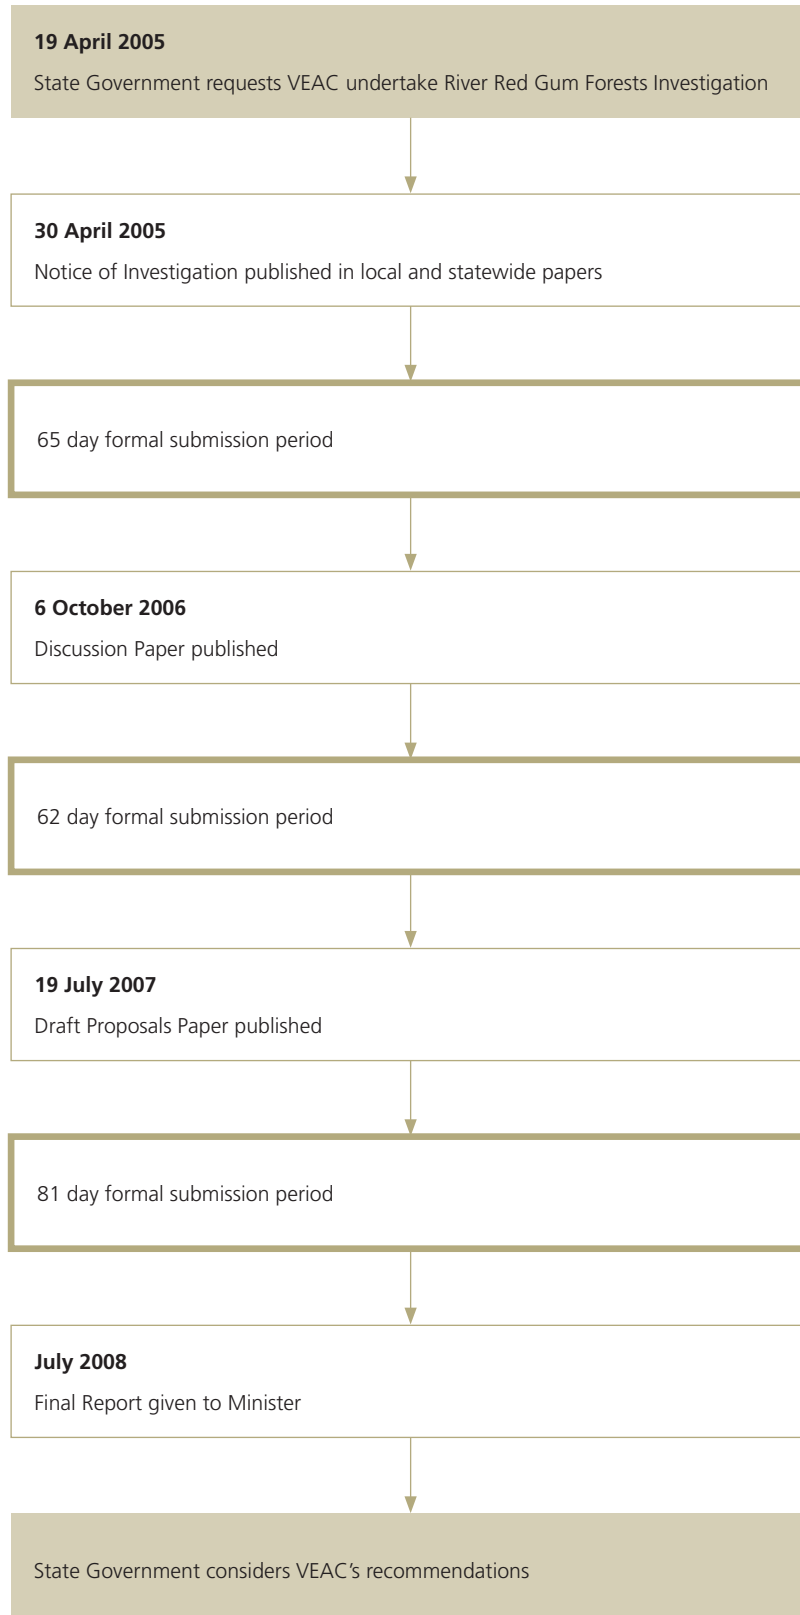 19 April 2005
State Government requests VEAC undertake River Red Gum Forests Investigation
30 April 2005
Notice of Investigation published in local and statewide papers
65 day formal submission period
6 October 2006
Discussion Paper published
62 day formal submission period
19 July 2007
Draft Proposals Paper published
81 day formal submission period
July 2008
Final Report given to Minister
State Government considers VEAC’s recommendations